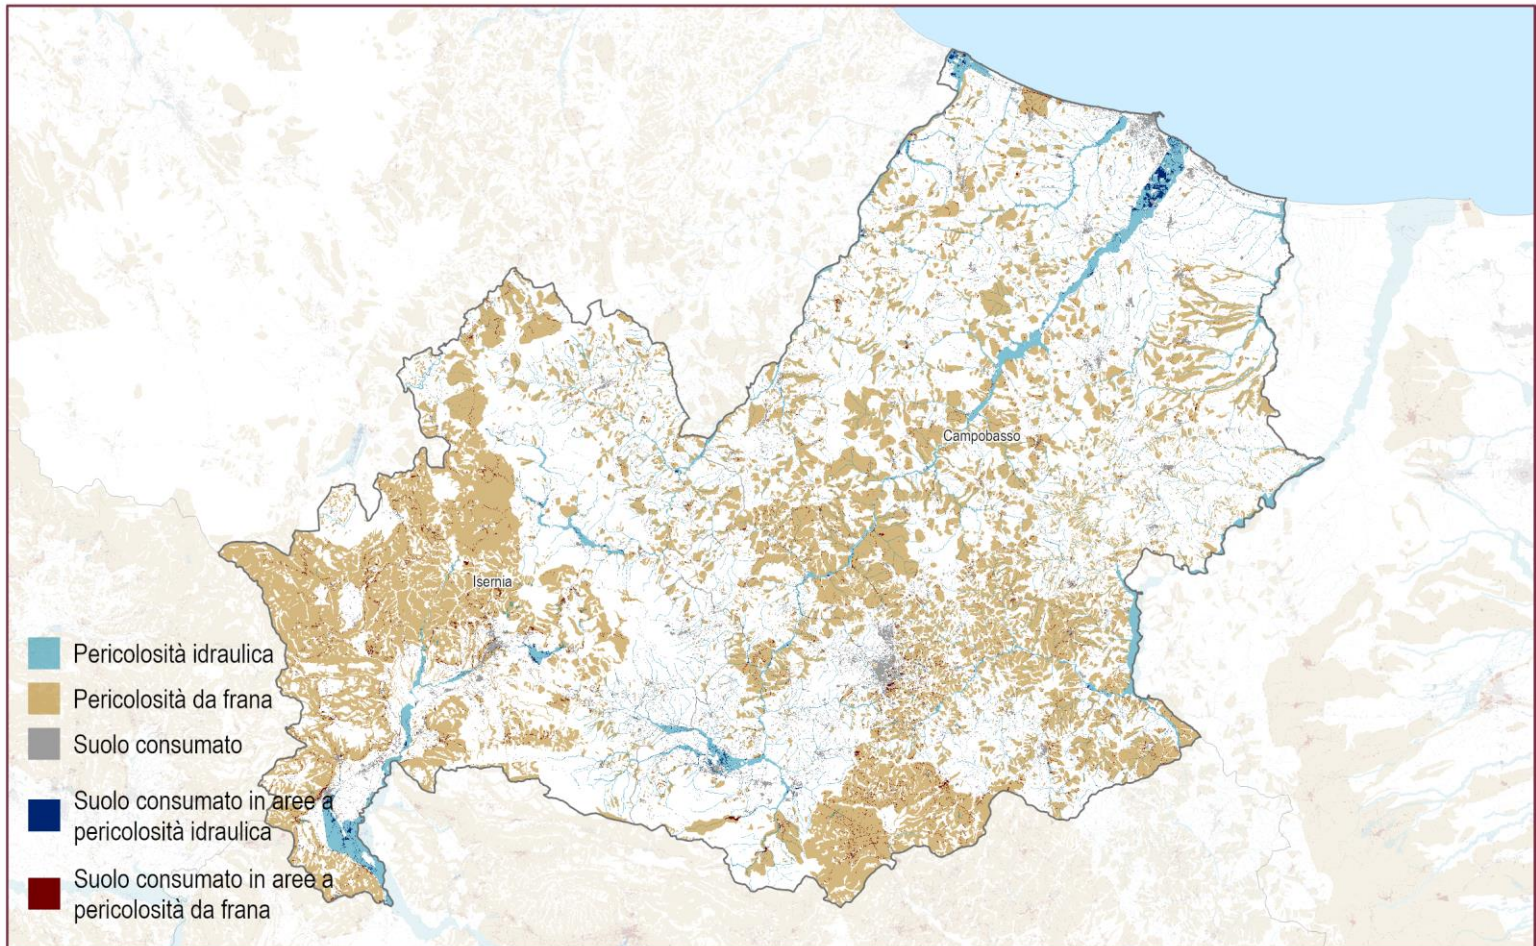 Campobasso
Isernia
Pericolosità idraulica
Pericolosità da frana
Suolo consumato
Suolo consumato in aree a
pericolosità idraulica
Suolo consumato in aree a
pericolosità da frana